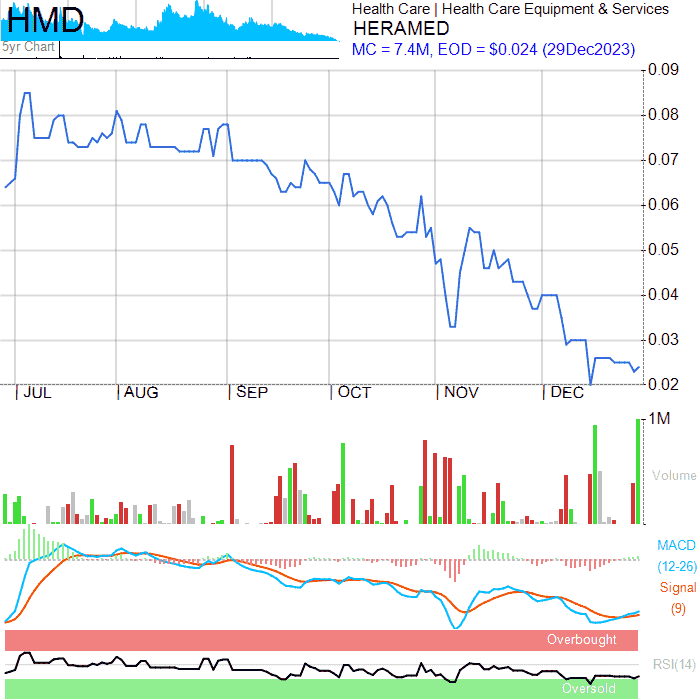 HMD
5yr Chart
Health Care | Health Care Equipment & Services
HERAMED
MC = 7.4M, EOD = $0.024 (29Dec2023)
0.09
0.08
0.07
0.06
0.05
0.04
0.03
0.02
| JUL | AUG | SEP | OCT | NOV | DEC
1M
Volume
MACD
(12-26)
Signal
(9)
Overbought
RSI(14)
Oversold